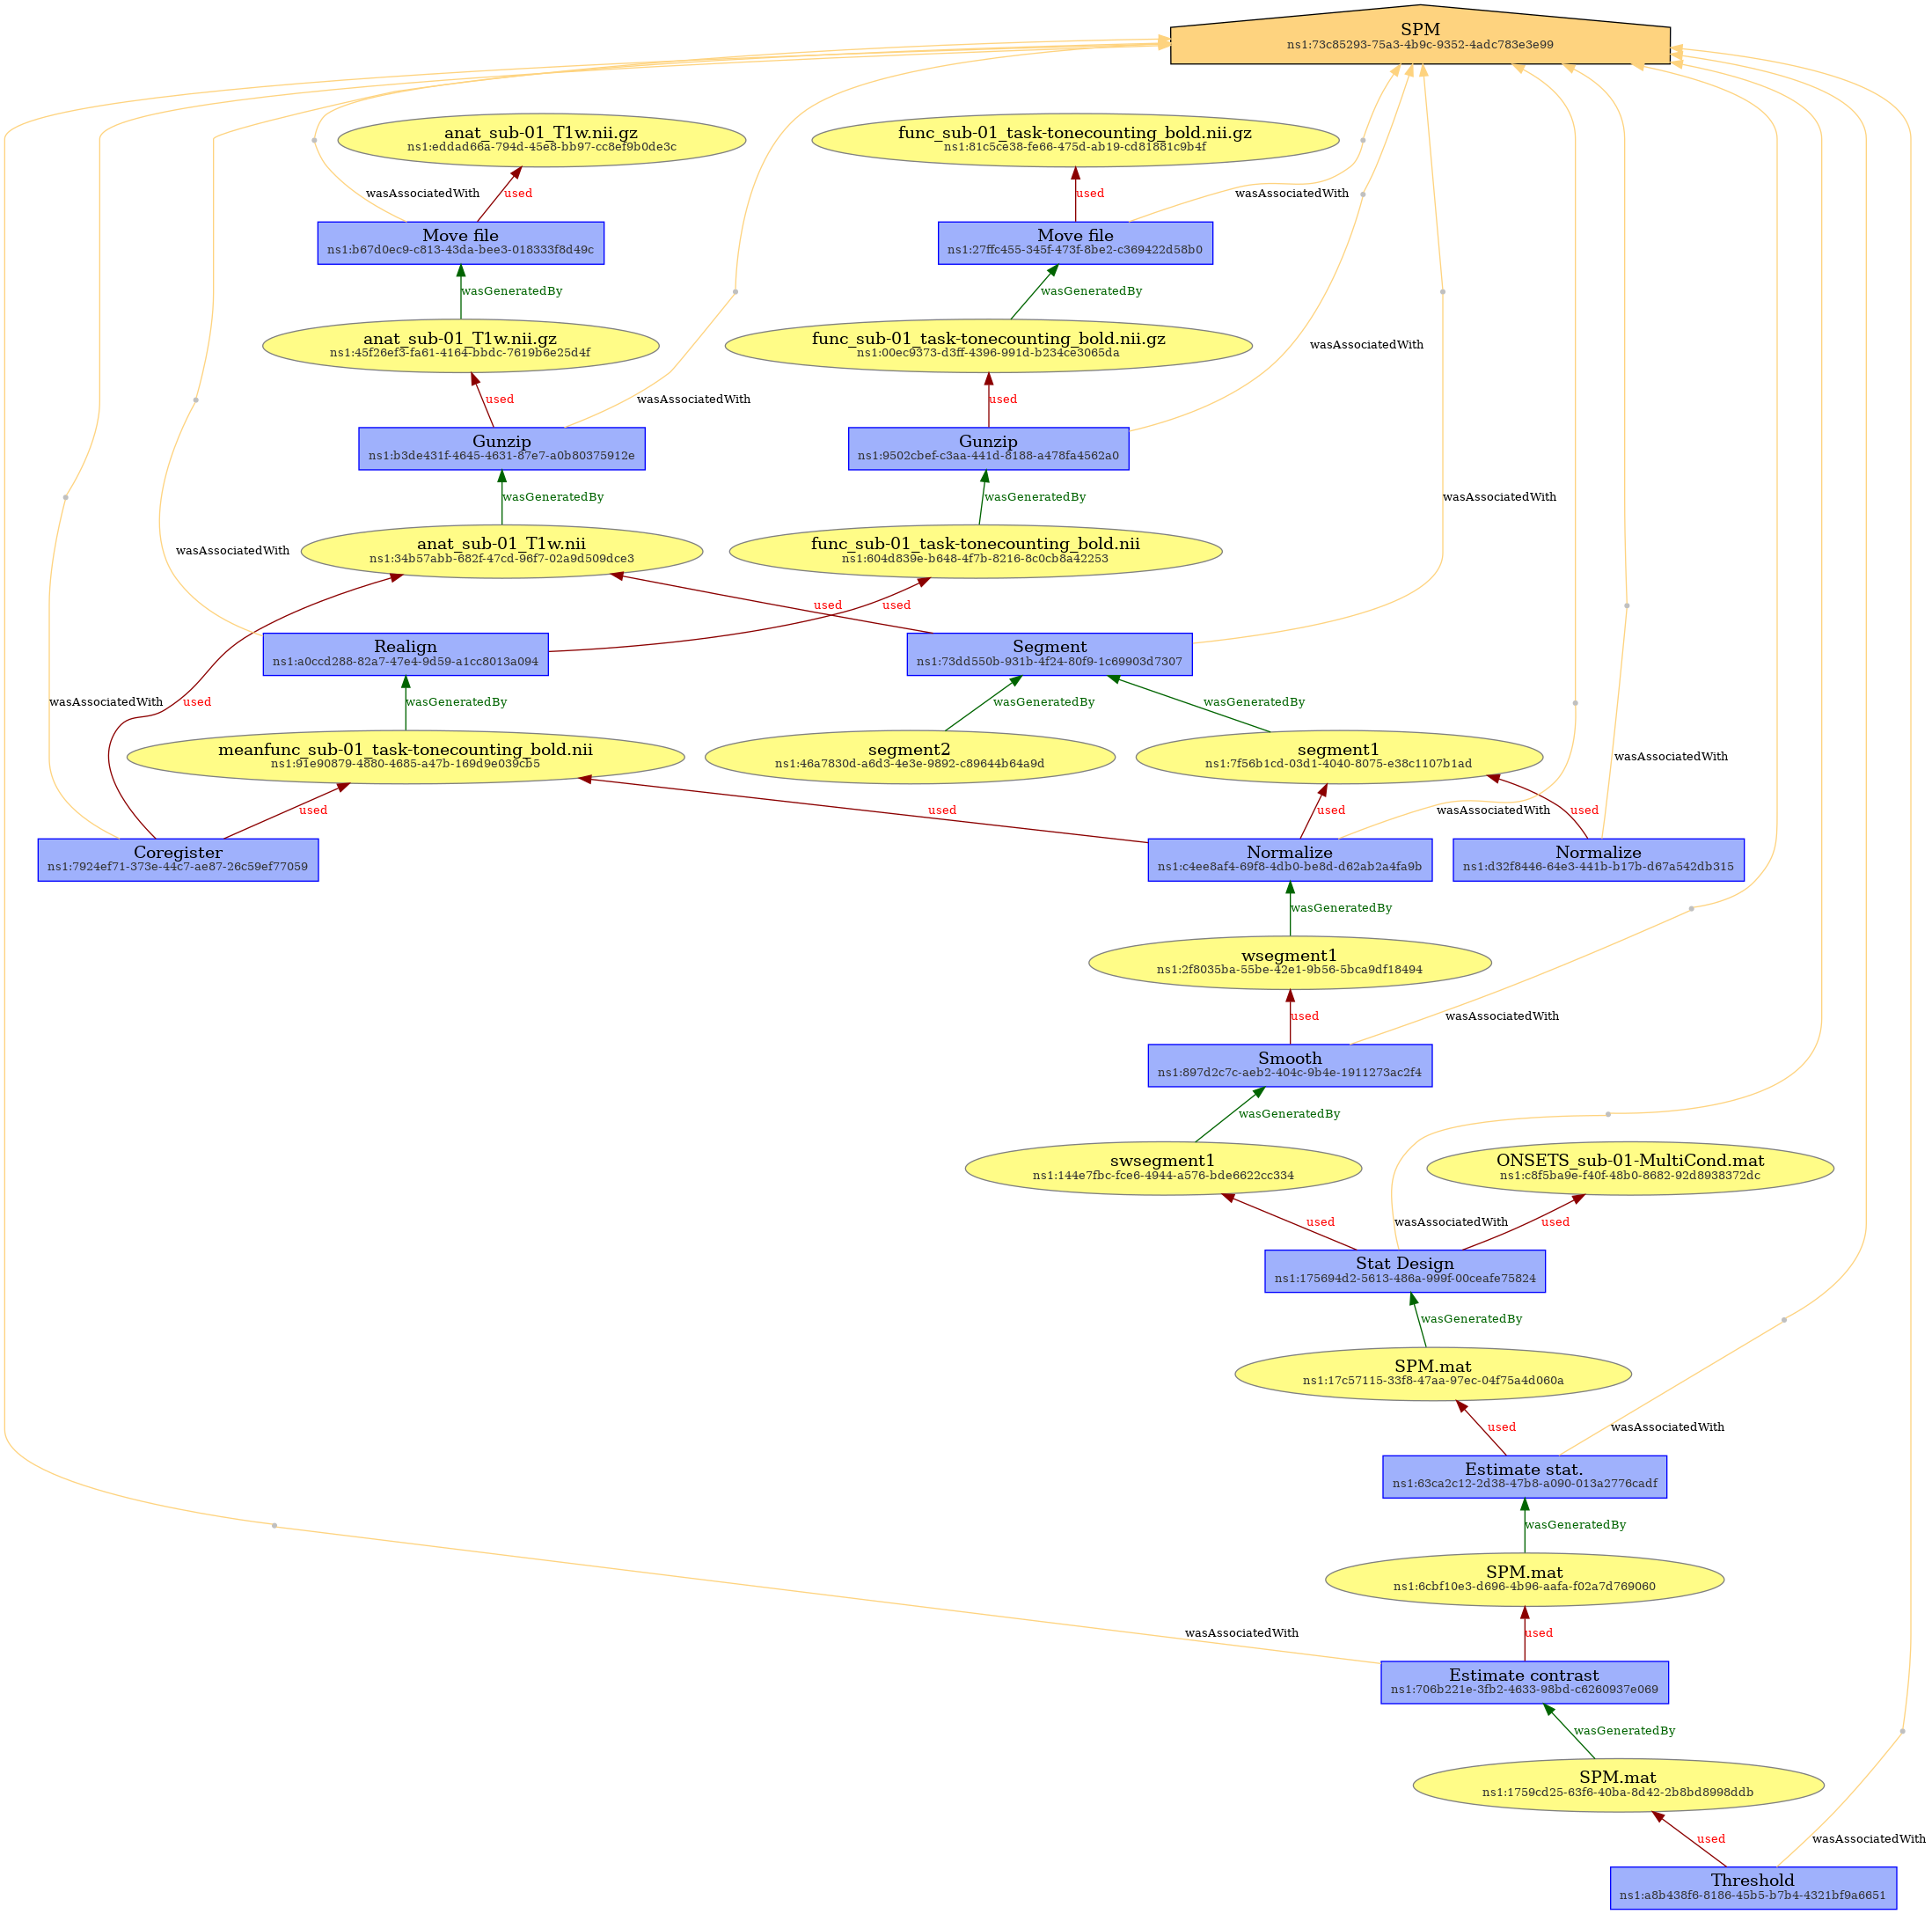 SPM
ns1:73c85293-75a3-4b9c-9352-4adc783e3e99
anat_sub-01_T1w.nii.gz
ns1:eddad66a-794d-45e8-bb97-cc8ef9b0de3c
func_sub-01_task-tonecounting_bold.nii.gz
ns1:81c5ce38-fe66-475d-ab19-cd81881c9b4f
wasAssociatedWith
used
used
wasAssociatedWith
Move file
ns1:b67d0ec9-c813-43da-bee3-018333f8d49c
Move file
ns1:27ffc455-345f-473f-8be2-c369422d58b0
wasGeneratedBy
wasGeneratedBy
anat_sub-01_T1w.nii.gz
ns1:45f26ef3-fa61-4164-bbdc-7619b6e25d4f
func_sub-01_task-tonecounting_bold.nii.gz
ns1:00ec9373-d3ff-4396-991d-b234ce3065da
wasAssociatedWith
used
wasAssociatedWith
used
Gunzip
ns1:b3de431f-4645-4631-87e7-a0b80375912e
Gunzip
ns1:9502cbef-c3aa-441d-8188-a478fa4562a0
wasGeneratedBy
wasGeneratedBy
wasAssociatedWith
wasAssociatedWith
anat_sub-01_T1w.nii
ns1:34b57abb-682f-47cd-96f7-02a9d509dce3
func_sub-01_task-tonecounting_bold.nii
ns1:604d839e-b648-4f7b-8216-8c0cb8a42253
used
used
Realign
ns1:a0ccd288-82a7-47e4-9d59-a1cc8013a094
Segment
ns1:73dd550b-931b-4f24-80f9-1c69903d7307
wasAssociatedWith
used
wasGeneratedBy
wasGeneratedBy
wasGeneratedBy
meanfunc_sub-01_task-tonecounting_bold.nii
ns1:91e90879-4880-4685-a47b-169d9e039cb5
segment2
ns1:46a7830d-a6d3-4e3e-9892-c89644b64a9d
segment1
ns1:7f56b1cd-03d1-4040-8075-e38c1107b1ad
wasAssociatedWith
used
used
used
wasAssociatedWith
used
Coregister
ns1:7924ef71-373e-44c7-ae87-26c59ef77059
Normalize
ns1:c4ee8af4-69f8-4db0-be8d-d62ab2a4fa9b
Normalize
ns1:d32f8446-64e3-441b-b17b-d67a542db315
wasGeneratedBy
wsegment1
ns1:2f8035ba-55be-42e1-9b56-5bca9df18494
used
wasAssociatedWith
Smooth
ns1:897d2c7c-aeb2-404c-9b4e-1911273ac2f4
wasGeneratedBy
swsegment1
ns1:144e7fbc-fce6-4944-a576-bde6622cc334
ONSETS_sub-01-MultiCond.mat
ns1:c8f5ba9e-f40f-48b0-8682-92d8938372dc
used
wasAssociatedWith
used
Stat Design
ns1:175694d2-5613-486a-999f-00ceafe75824
wasGeneratedBy
SPM.mat
ns1:17c57115-33f8-47aa-97ec-04f75a4d060a
used
wasAssociatedWith
Estimate stat.
ns1:63ca2c12-2d38-47b8-a090-013a2776cadf
wasGeneratedBy
SPM.mat
ns1:6cbf10e3-d696-4b96-aafa-f02a7d769060
wasAssociatedWith
used
Estimate contrast
ns1:706b221e-3fb2-4633-98bd-c6260937e069
wasGeneratedBy
SPM.mat
ns1:1759cd25-63f6-40ba-8d42-2b8bd8998ddb
used
wasAssociatedWith
Threshold
ns1:a8b438f6-8186-45b5-b7b4-4321bf9a6651